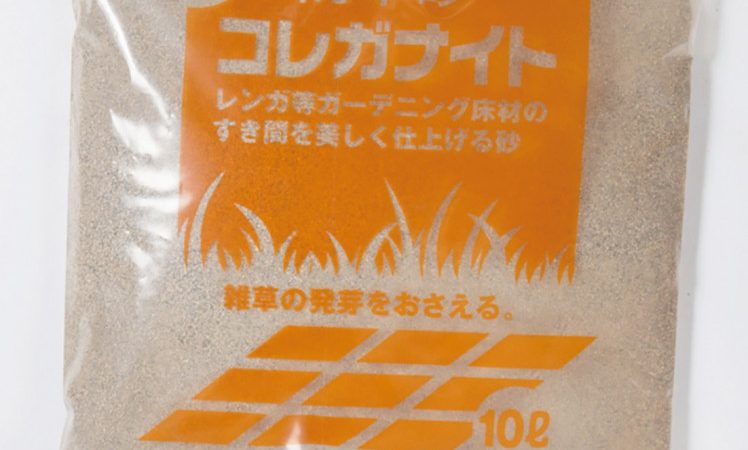 コレガナイト
レンガ等ガーデニング床材の
すき間を美しく仕上げる砂
雑草の発芽をおさえる。
10ℓ